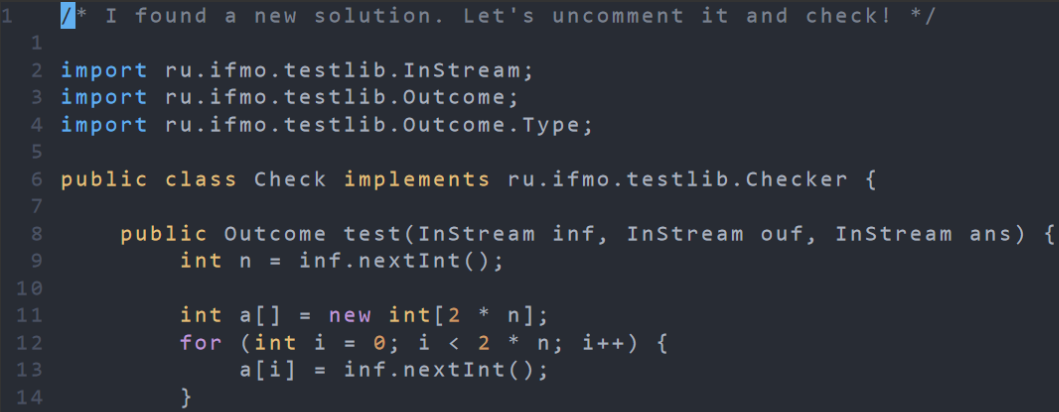 1 /* I found a new solution. Let's uncomment it and check! */
1
2 import ru.ifmo.testlib.InStream;
3 import ru.ifmo.testlib.Outcome;
4 import ru.ifmo.testlib.Outcome.Type;
5
6 public class Check implements ru.ifmo.testlib.Checker {
7
8     public Outcome test(InStream inf, InStream ouf, InStream ans) {
9         int n = inf.nextInt();
10
11         int a[] = new int[2 * n];
12         for (int i = 0; i < 2 * n; i++) {
13             a[i] = inf.nextInt();
14         }